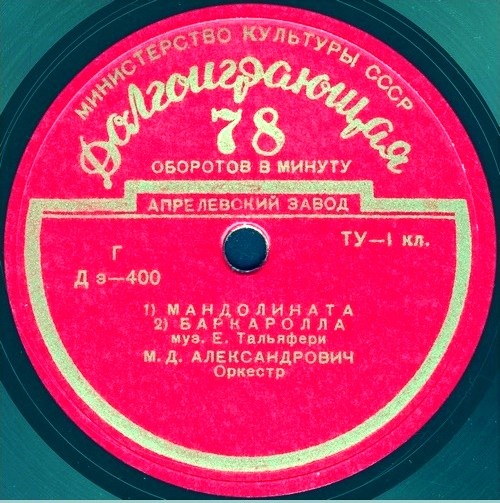 МИНИСТЕРСТВО КУЛЬТУРЫ СССР
Долгоиграющая
78
ОБОРОТОВ В МИНУТУ
АПРЕЛЕВСКИЙ ЗАВОД
Г
Д э—400
ТУ—1 кл.
1) МАНДОЛИНАТА
2) БАРКАРОЛЛА
муз. Е. Тальяфери
М. Д. АЛЕКСАНДРОВИЧ
Оркестр